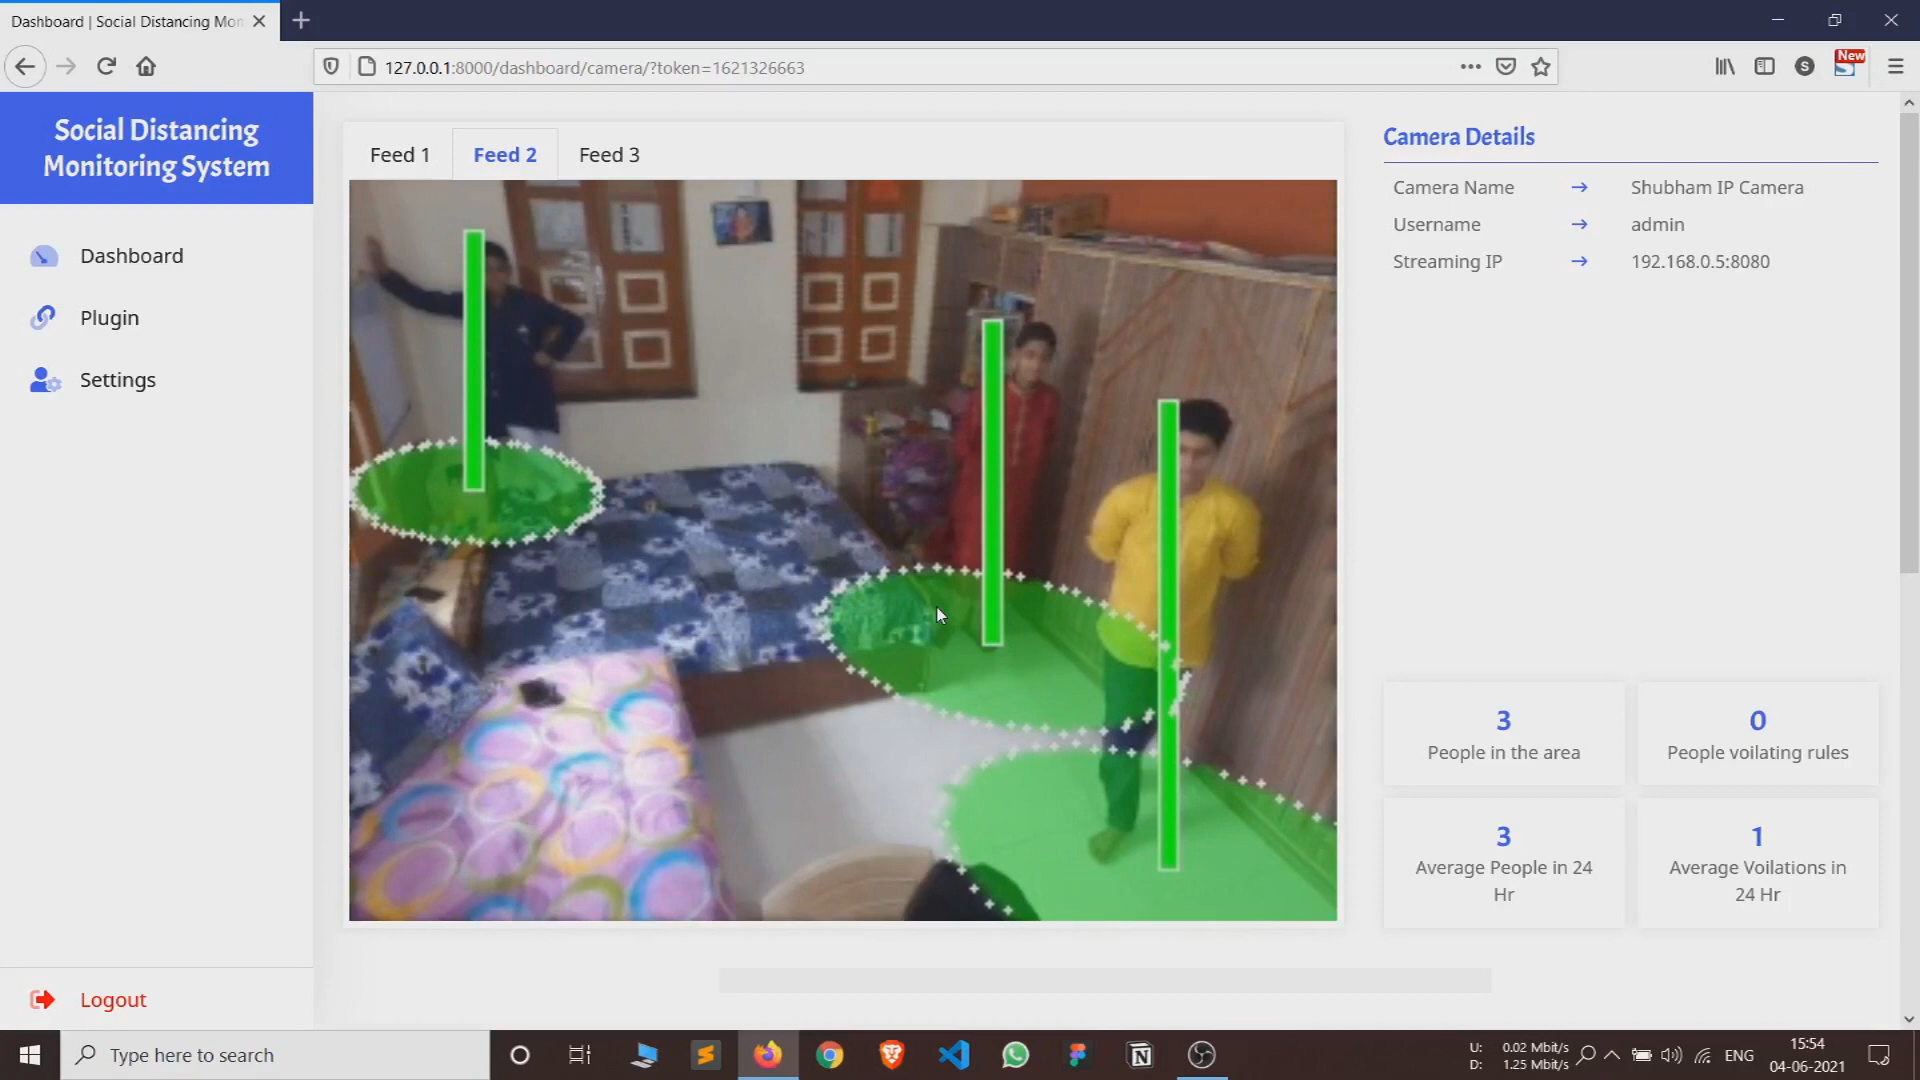 Dashboard | Social Distancing Mon
127.0.0.1:8000/dashboard/camera/?token=1621326663
New
S
Social Distancing
Monitoring System
Dashboard
Plugin
Settings
Logout
Feed 1
Feed 2
Feed 3
Camera Details
Camera Name → Shubham IP Camera
Username → admin
Streaming IP → 192.168.0.5:8080
3
People in the area
0
People voilating rules
3
Average People in 24
Hr
1
Average Voilations in
24 Hr
Type here to search
U: 0.02 Mbit/s
D: 1.25 Mbit/s
ENG
15:54
04-06-2021